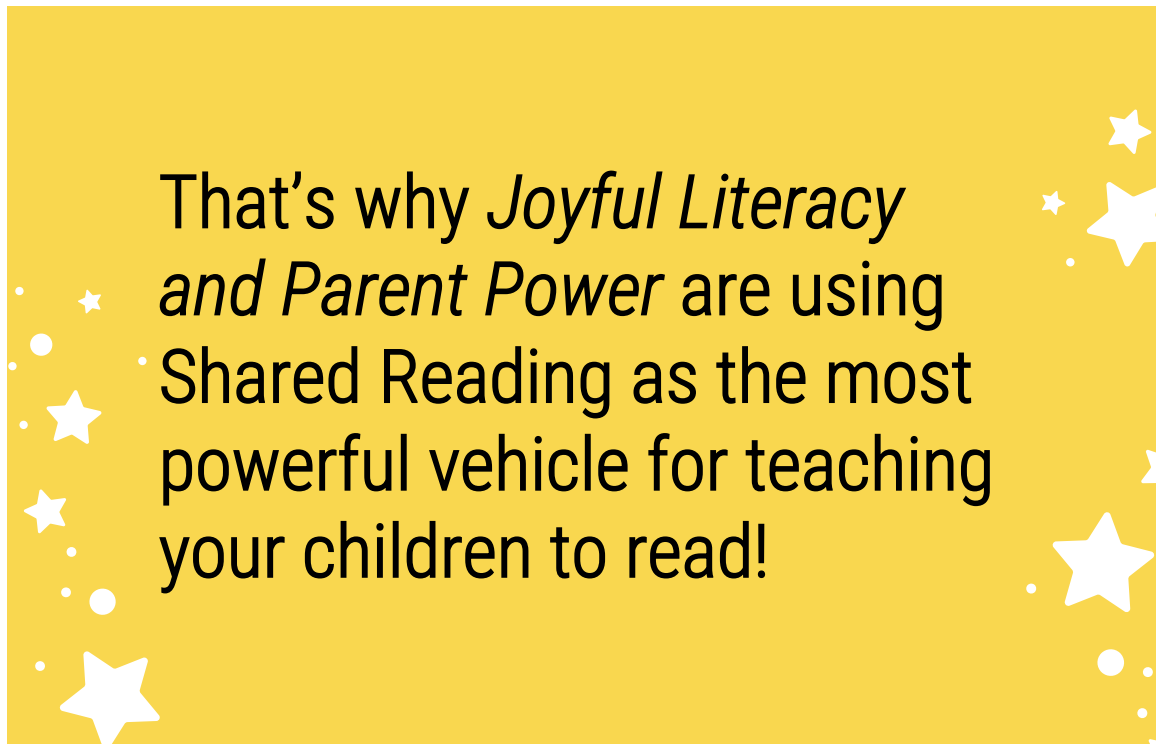 That’s why Joyful Literacy
and Parent Power are using
Shared Reading as the most
powerful vehicle for teaching
your children to read!